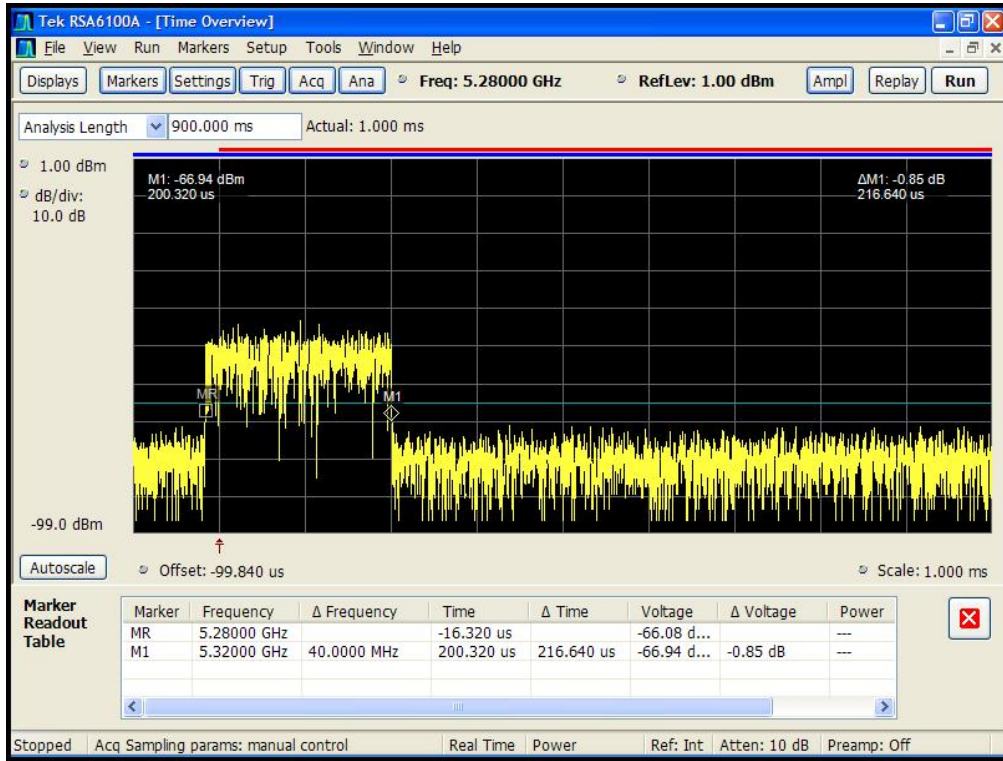 Tek RSA6100A - [Time Overview]
File View Run Markers Setup Tools Window Help
Displays Markers Settings Trig Acq Ana Freq: 5.28000 GHz RefLev: 1.00 dBm Ampl Replay Run
Analysis Length 900.000 ms Actual: 1.000 ms
1.00 dBm
dB/div:
10.0 dB
M1: -66.94 dBm
200.320 us
ΔM1: -0.85 dB
216.640 us
MR
M1
-99.0 dBm
Autoscale Offset: -99.840 us Scale: 1.000 ms
Marker
Readout
Table
Marker Frequency Δ Frequency Time Δ Time Voltage Δ Voltage Power
MR 5.28000 GHz -16.320 us -66.08 d... ---
M1 5.32000 GHz 40.0000 MHz 200.320 us 216.640 us -66.94 d... -0.85 dB ---
Stopped Acq Sampling params: manual control Real Time Power Ref: Int Atten: 10 dB Preamp: Off